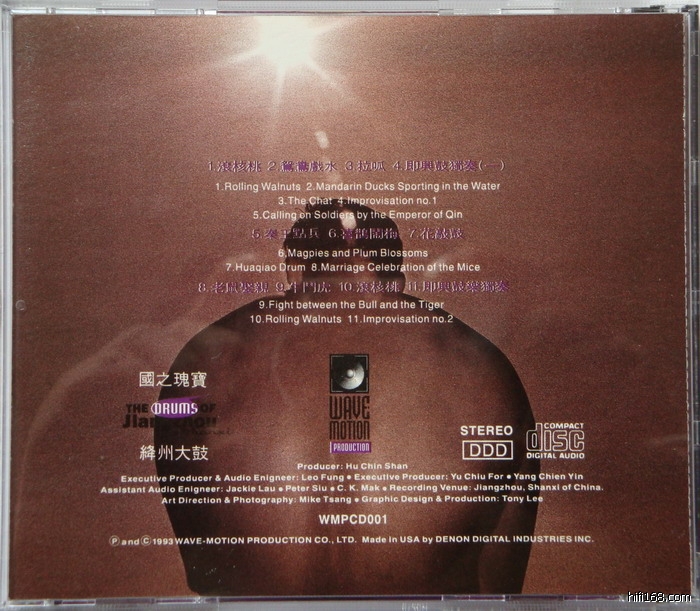 1.滾核桃 2.鴛鴦戲水 3.拉呱 4.即興鼓獨奏(一)
1.Rolling Walnuts 2.Mandarin Ducks Sporting in the Water
3.The Chat 4.Improvisation no.1
5.Calling on Soldiers by the Emperor of Qin
5.秦王點兵 6.喜鵲鬧梅 7.花敲鼓
6,Magpies and Plum Blossoms
7.Huaqiao Drum 8.Marriage Celebration of the Mice
8.老鼠娶親 9.牛鬥虎 10.滾核桃 11.即興鼓樂獨奏
9.Fight between the Bull and the Tiger
10.Rolling Walnuts 11.Improvisation no.2
國之瑰寶
THE DRUMS OF
Jiangzhou
絳州大鼓
WAVE
MOTION
PRODUCTION
STEREO
DDD
COMPACT
disc
DIGITAL AUDIO
Producer: Hu Chin Shan
Executive Producer & Audio Enigneer: Leo Fung ● Executive Producer: Yu Chiu For ● Yang Chien Yin
Assistant Audio Enigneer: Jackie Lau ● Peter Siu ● C. K. Mak ● Recording Venue: Jiangzhou, Shanxi of China.
Art Direction & Photography: Mike Tsang ● Graphic Design & Production: Tony Lee
WMPCD001
Ⓟ and © 1993 WAVE-MOTION PRODUCTION CO., LTD. Made in USA by DENON DIGITAL INDUSTRIES INC.
hifi168.com